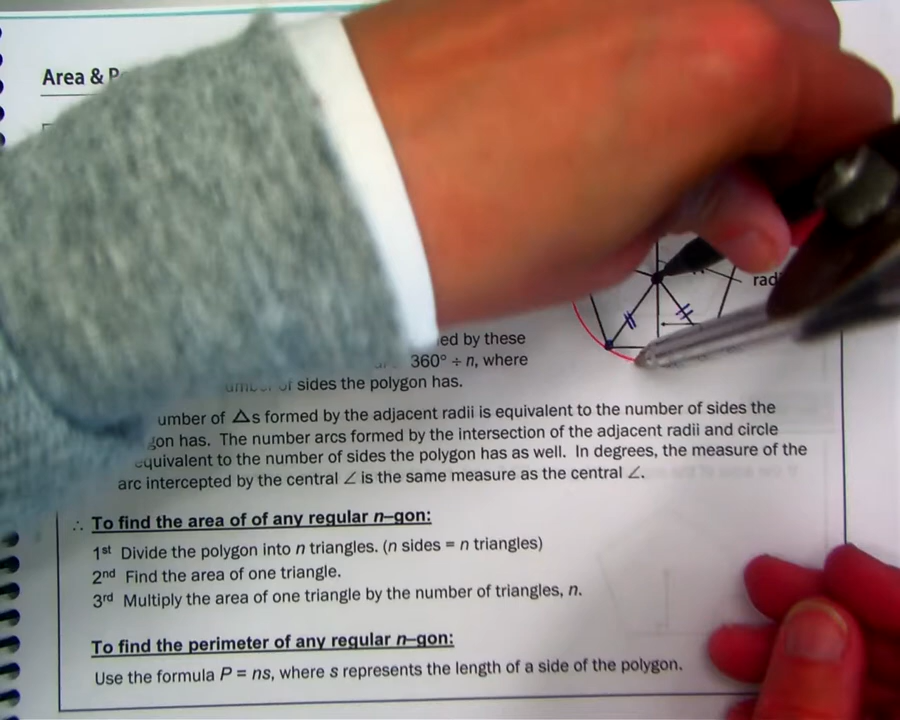 Area & P
radi
ed by these
360° ÷ n, where
of sides the polygon has.
umber of △s formed by the adjacent radii is equivalent to the number of sides the
gon has. The number arcs formed by the intersection of the adjacent radii and circle
equivalent to the number of sides the polygon has as well. In degrees, the measure of the
arc intercepted by the central ∠ is the same measure as the central ∠.
∴ To find the area of of any regular n–gon:
1st Divide the polygon into n triangles. (n sides = n triangles)
2nd Find the area of one triangle.
3rd Multiply the area of one triangle by the number of triangles, n.
To find the perimeter of any regular n–gon:
Use the formula P = ns, where s represents the length of a side of the polygon.